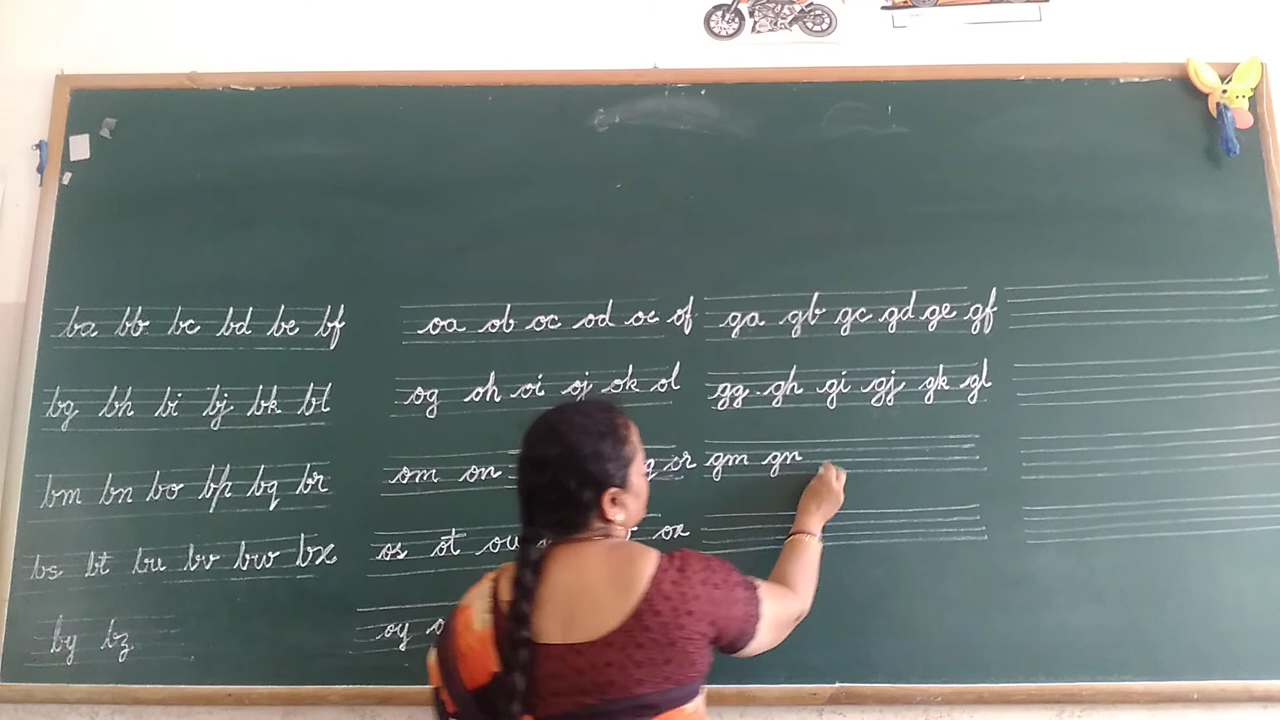 ba bb bc bd be bf
bg bh bi bj bk bl
bm bn bo bp bq br
bs bt bu bv bw bx
by bz
oa ob oc od oe of
og oh oi oj ok ol
om on oq or
os ot ou ox
oy
ga gb gc gd ge gf
gg gh gi gj gk gl
gm gn